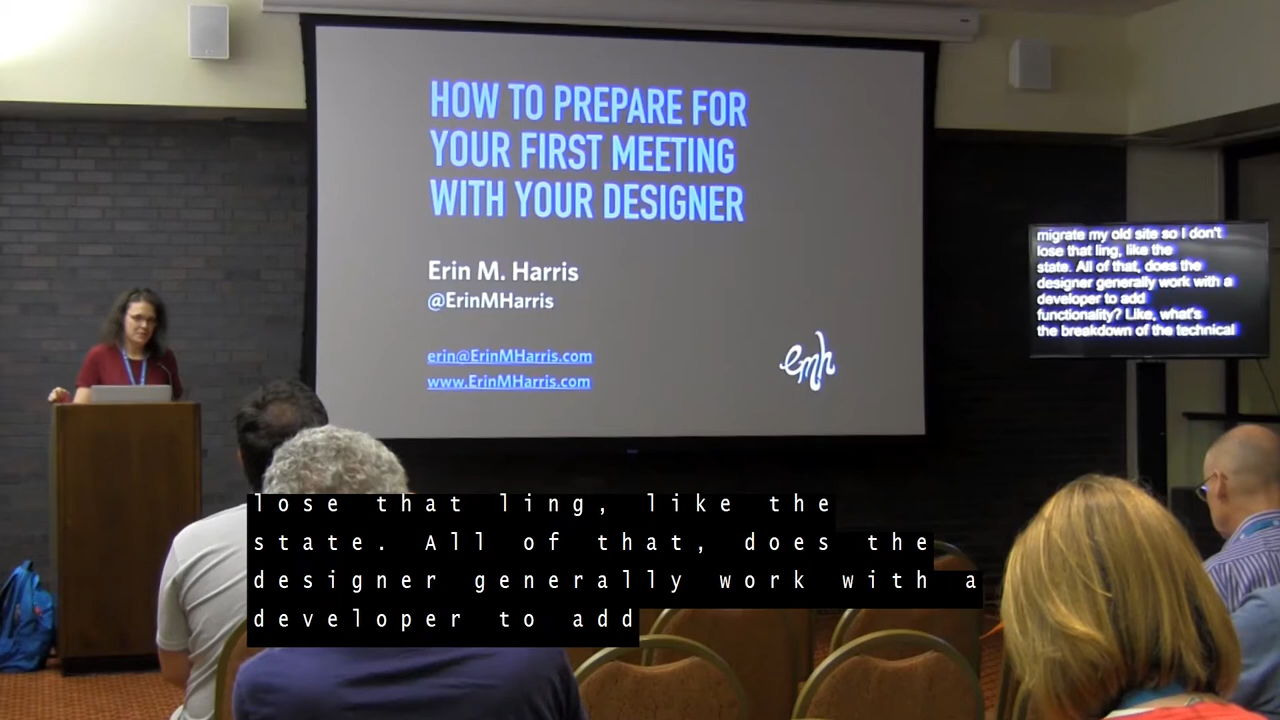 HOW TO PREPARE FOR
YOUR FIRST MEETING
WITH YOUR DESIGNER
Erin M. Harris
@ErinMHarris
erin@ErinMHarris.com
www.ErinMHarris.com
emh
migrate my old site so I don't
lose that ling, like the
state. All of that, does the
designer generally work with a
developer to add
functionality? Like, what's
the breakdown of the technical
lose that ling, like the
state. All of that, does the
designer generally work with a
developer to add